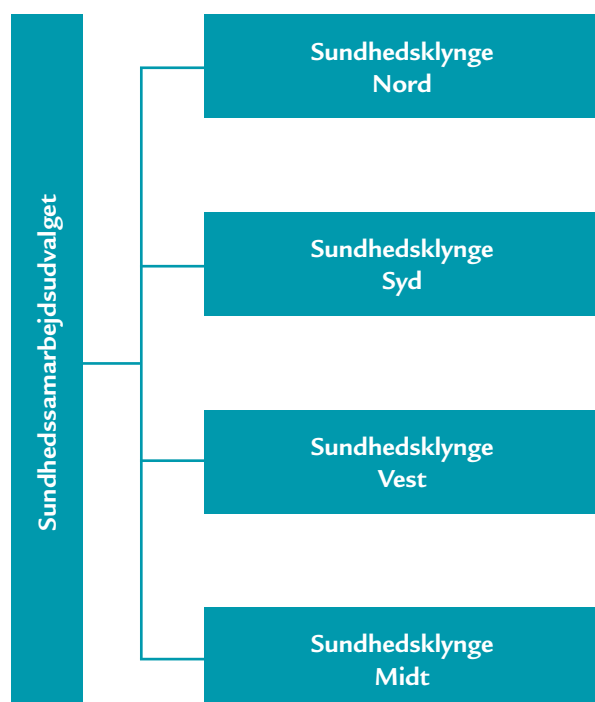 Sundhedssamarbejdsudvalget
Sundhedsklynge
Nord
Sundhedsklynge
Syd
Sundhedsklynge
Vest
Sundhedsklynge
Midt